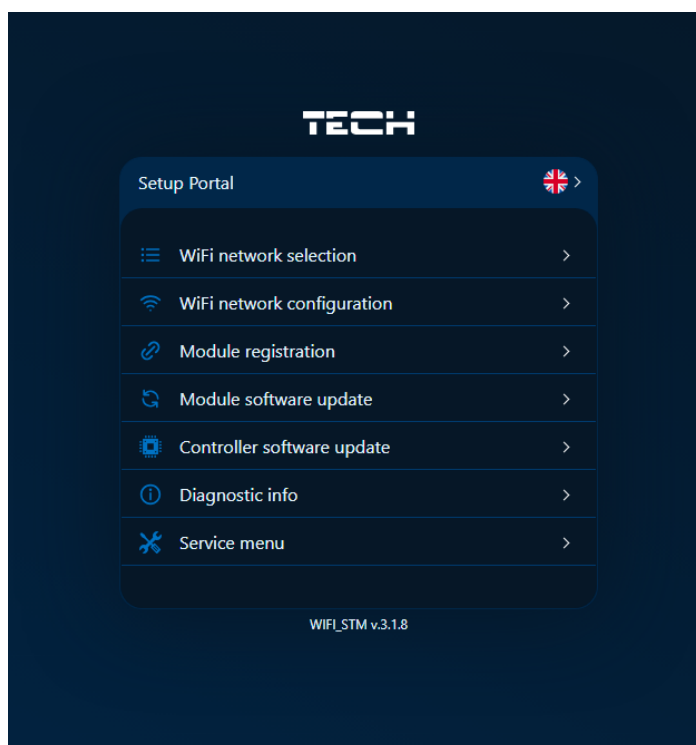 TECH
Setup Portal
WiFi network selection
WiFi network configuration
Module registration
Module software update
Controller software update
Diagnostic info
Service menu
WIFI_STM v.3.1.8